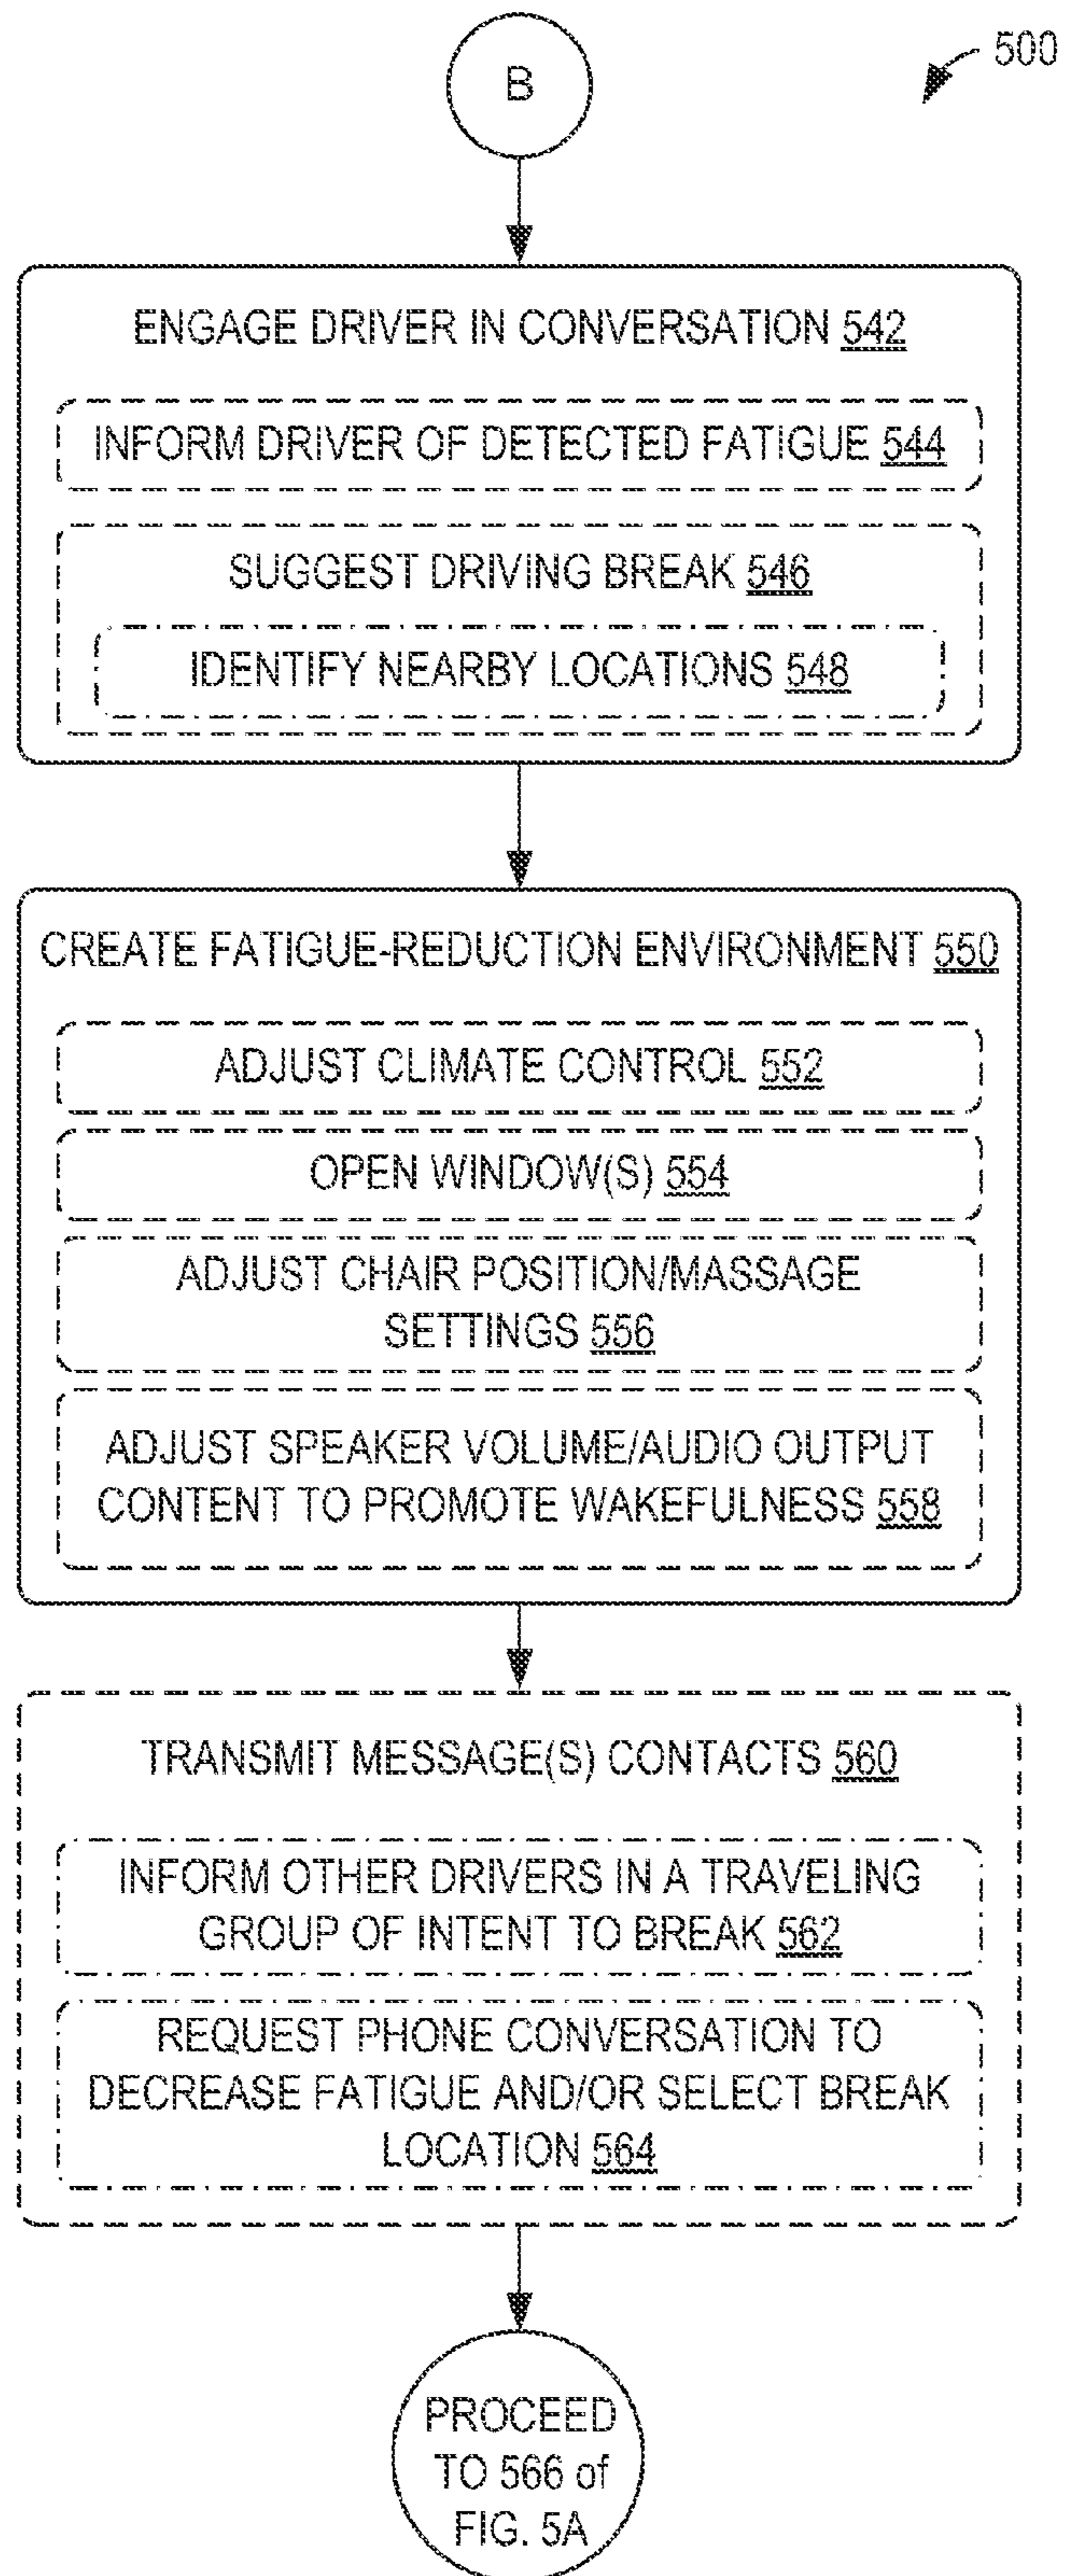 B
500
ENGAGE DRIVER IN CONVERSATION 542
INFORM DRIVER OF DETECTED FATIGUE 544
SUGGEST DRIVING BREAK 546
IDENTIFY NEARBY LOCATIONS 548
CREATE FATIGUE-REDUCTION ENVIRONMENT 550
ADJUST CLIMATE CONTROL 552
OPEN WINDOW(S) 554
ADJUST CHAIR POSITION/MASSAGE
SETTINGS 556
ADJUST SPEAKER VOLUME/AUDIO OUTPUT
CONTENT TO PROMOTE WAKEFULNESS 558
TRANSMIT MESSAGE(S) CONTACTS 560
INFORM OTHER DRIVERS IN A TRAVELING
GROUP OF INTENT TO BREAK 562
REQUEST PHONE CONVERSATION TO
DECREASE FATIGUE AND/OR SELECT BREAK
LOCATION 564
PROCEED
TO 566 of
FIG. 5A